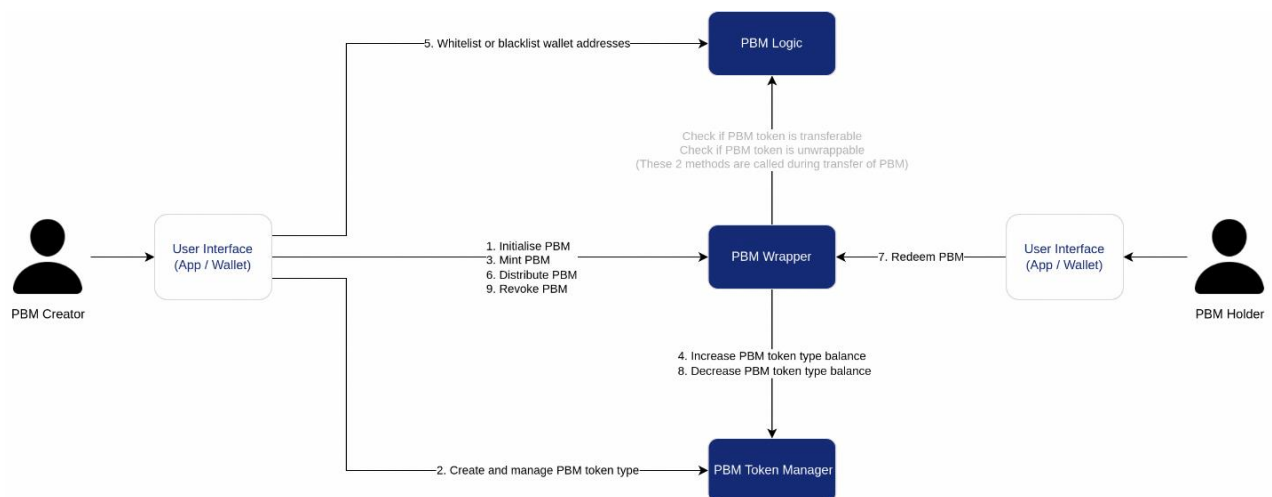 5. Whitelist or blacklist wallet addresses
PBM Logic
Check if PBM token is transferable
Check if PBM token is unwrappable
(These 2 methods are called during transfer of PBM)
PBM Creator
User Interface
(App / Wallet)
1. Initialise PBM
3. Mint PBM
6. Distribute PBM
9. Revoke PBM
PBM Wrapper
7. Redeem PBM
User Interface
(App / Wallet)
PBM Holder
4. Increase PBM token type balance
8. Decrease PBM token type balance
2. Create and manage PBM token type
PBM Token Manager